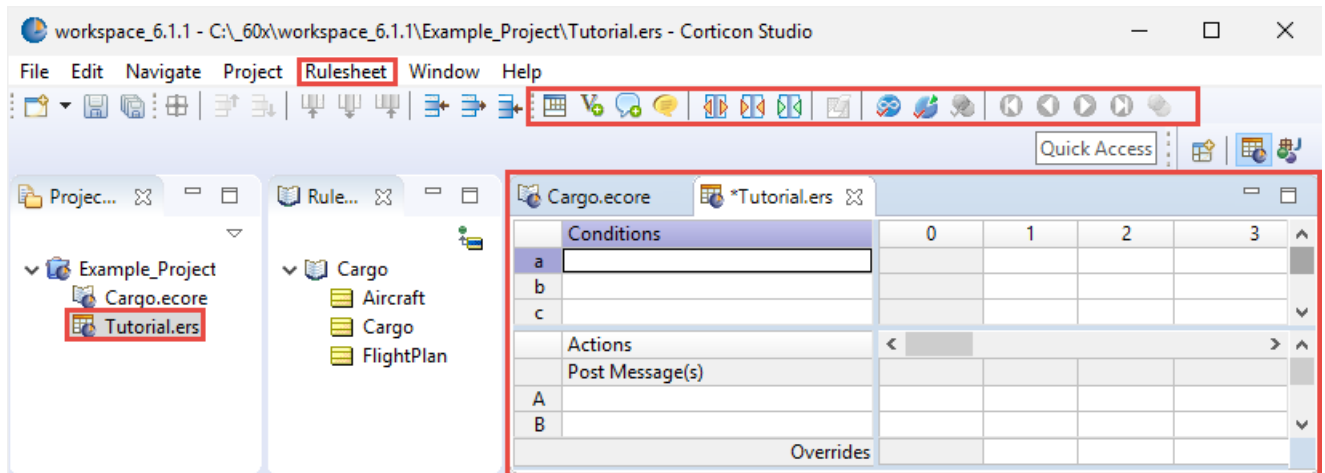 workspace_6.1.1 - C:\_60x\workspace_6.1.1\Example_Project\Tutorial.ers - Corticon Studio
File Edit Navigate Project Rulesheet Window Help
Quick Access
Projec...
Rule...
Cargo.ecore
*Tutorial.ers
Example_Project
Cargo.ecore
Tutorial.ers
Cargo
Aircraft
Cargo
FlightPlan
Conditions 0 1 2 3
a
b
c
Actions
Post Message(s)
A
B
Overrides